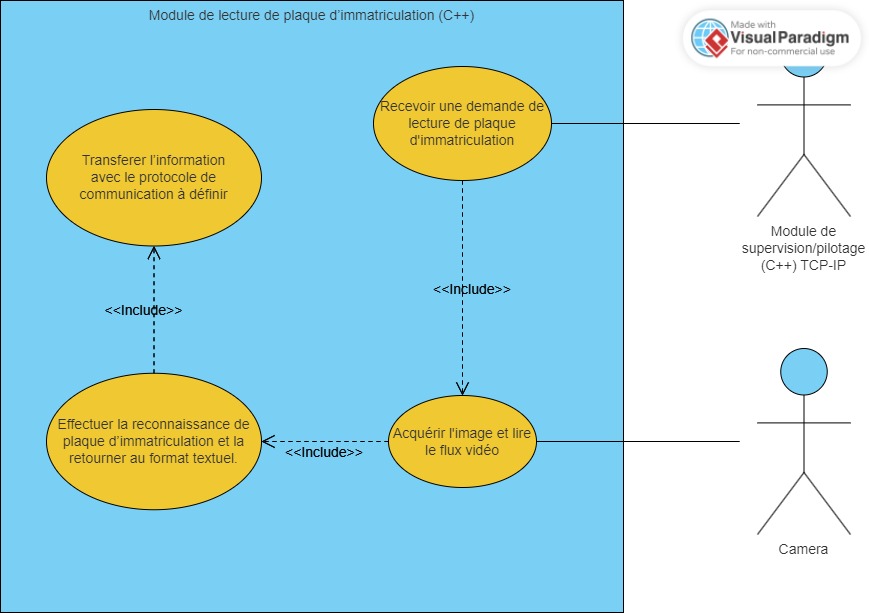 Module de lecture de plaque d’immatriculation (C++)
Made with
Visual Paradigm
For non-commercial use
Recevoir une demande de
lecture de plaque
d'immatriculation
Transferer l’information
avec le protocole de
communication à définir
Module de
supervision/pilotage
(C++) TCP-IP
<<Include>>
<<Include>>
Effectuer la reconnaissance de
plaque d’immatriculation et la
retourner au format textuel.
<<Include>>
Acquérir l'image et lire
le flux vidéo
Camera